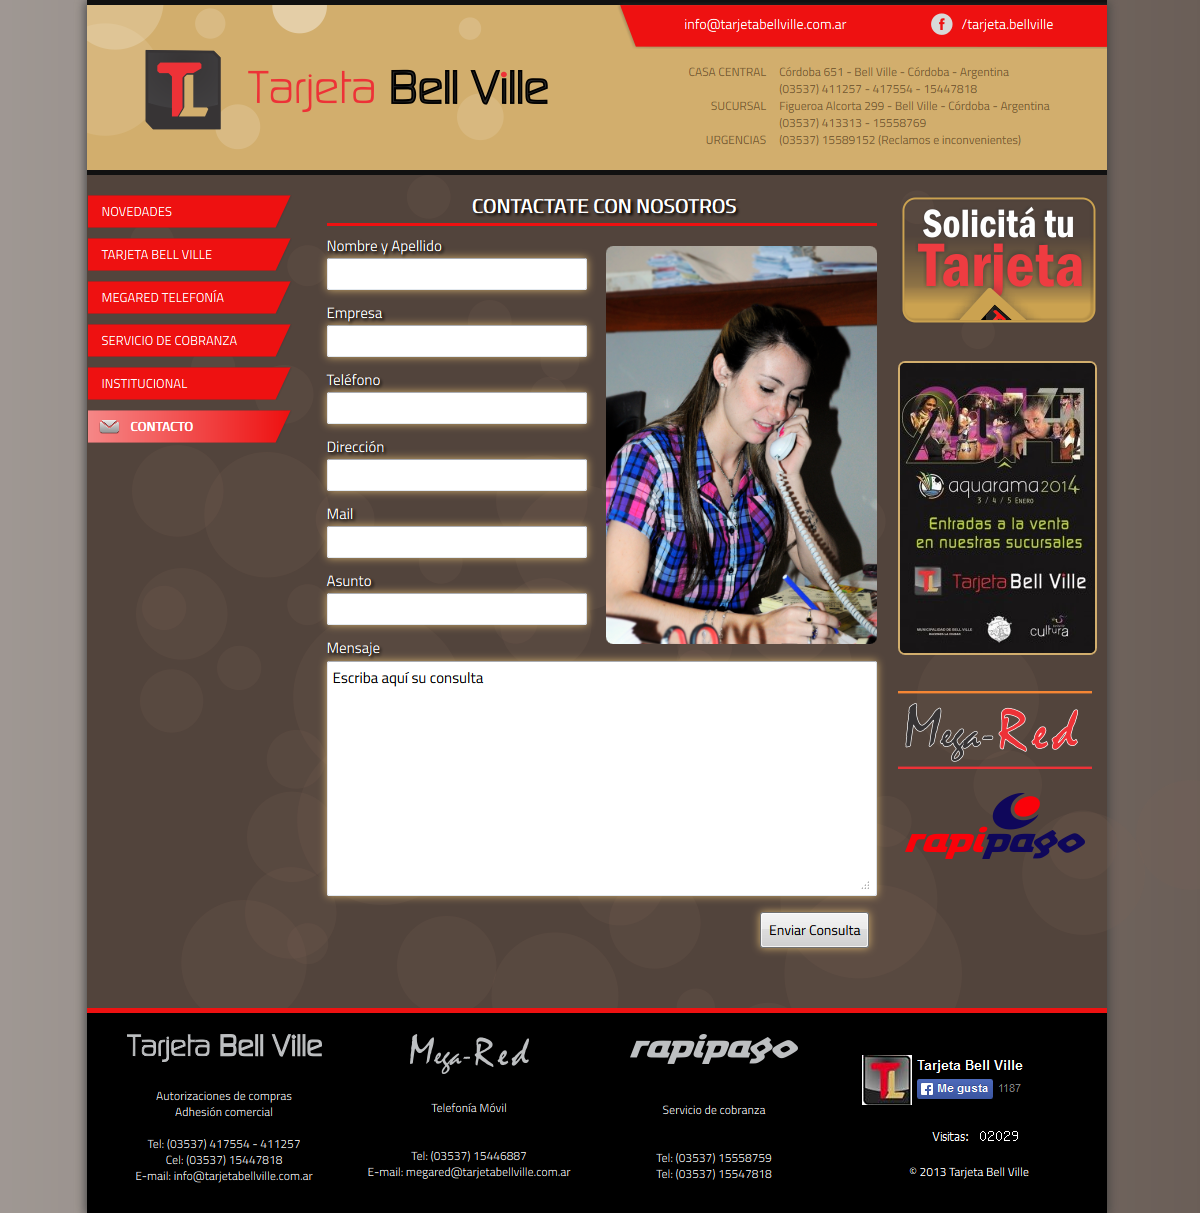 info@tarjetabellville.com.ar
/tarjeta.bellville
TL Tarjeta Bell Ville
CASA CENTRAL Córdoba 651 - Bell Ville - Córdoba - Argentina
(03537) 411257 - 417554 - 15447818
SUCURSAL Figueroa Alcorta 299 - Bell Ville - Córdoba - Argentina
(03537) 413313 - 15558769
URGENCIAS (03537) 15589152 (Reclamos e inconvenientes)
NOVEDADES
TARJETA BELL VILLE
MEGARED TELEFONÍA
SERVICIO DE COBRANZA
INSTITUCIONAL
CONTACTO
CONTACTATE CON NOSOTROS
Nombre y Apellido
Empresa
Teléfono
Dirección
Mail
Asunto
Mensaje
Escriba aquí su consulta
Enviar Consulta
Solicitá tu
Tarjeta
2014
aquarama2014
3 / 4 / 5 Enero
Entradas a la venta
en nuestras sucursales
TL Tarjeta Bell Ville
MUNICIPALIDAD DE BELL VILLE
cultura
Mega-Red
rapipago
Tarjeta Bell Ville
Autorizaciones de compras
Adhesión comercial
Tel: (03537) 417554 - 411257
Cel: (03537) 15447818
E-mail: info@tarjetabellville.com.ar
Mega-Red
Telefonía Móvil
Tel: (03537) 15446887
E-mail: megared@tarjetabellville.com.ar
rapipago
Servicio de cobranza
Tel: (03537) 15558759
Tel: (03537) 15547818
TL Tarjeta Bell Ville
Me gusta 1187
Visitas: 02029
© 2013 Tarjeta Bell Ville